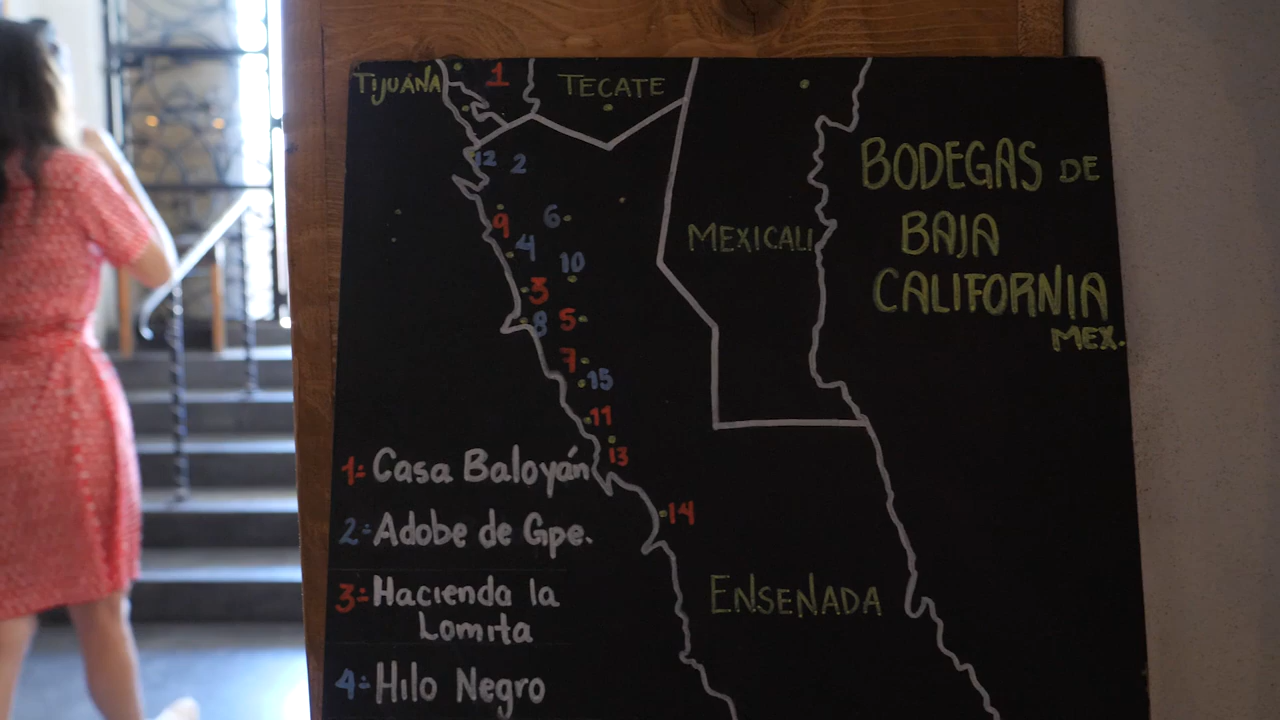 TIJUANA
1
TECATE
12
2
9
6
4
10
3
8
5
7
15
11
13
14
MEXICALI
ENSENADA
BODEGAS DE
BAJA
CALIFORNIA
MEX.
1: Casa Baloyán
2: Adobe de Gpe.
3: Hacienda la
Lomita
4: Hilo Negro